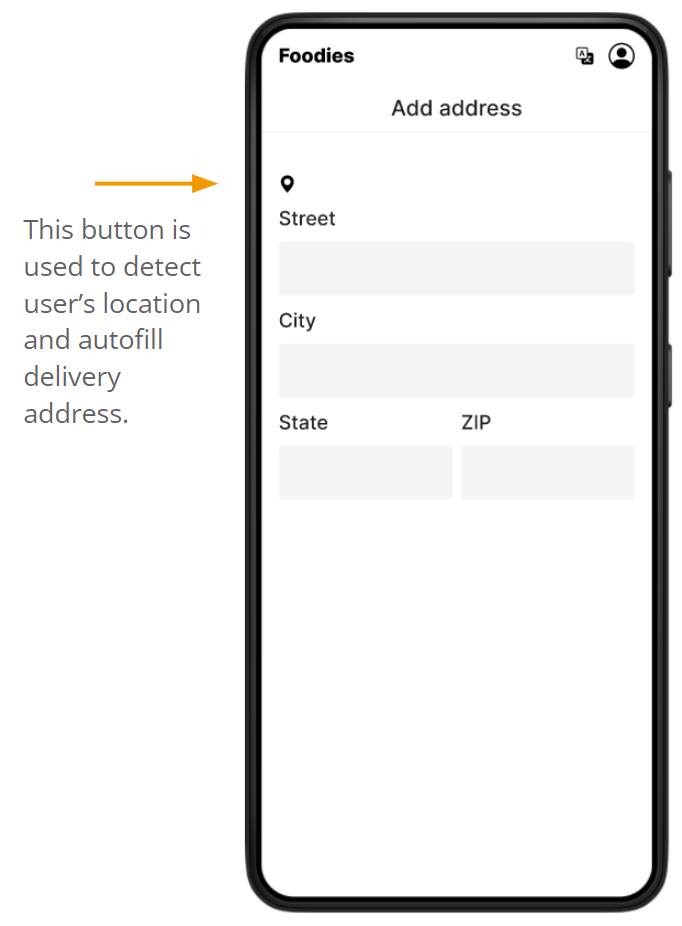 Foodies
Add address
This button is
used to detect
user's location
and autofill
delivery
address.
Street
City
State ZIP